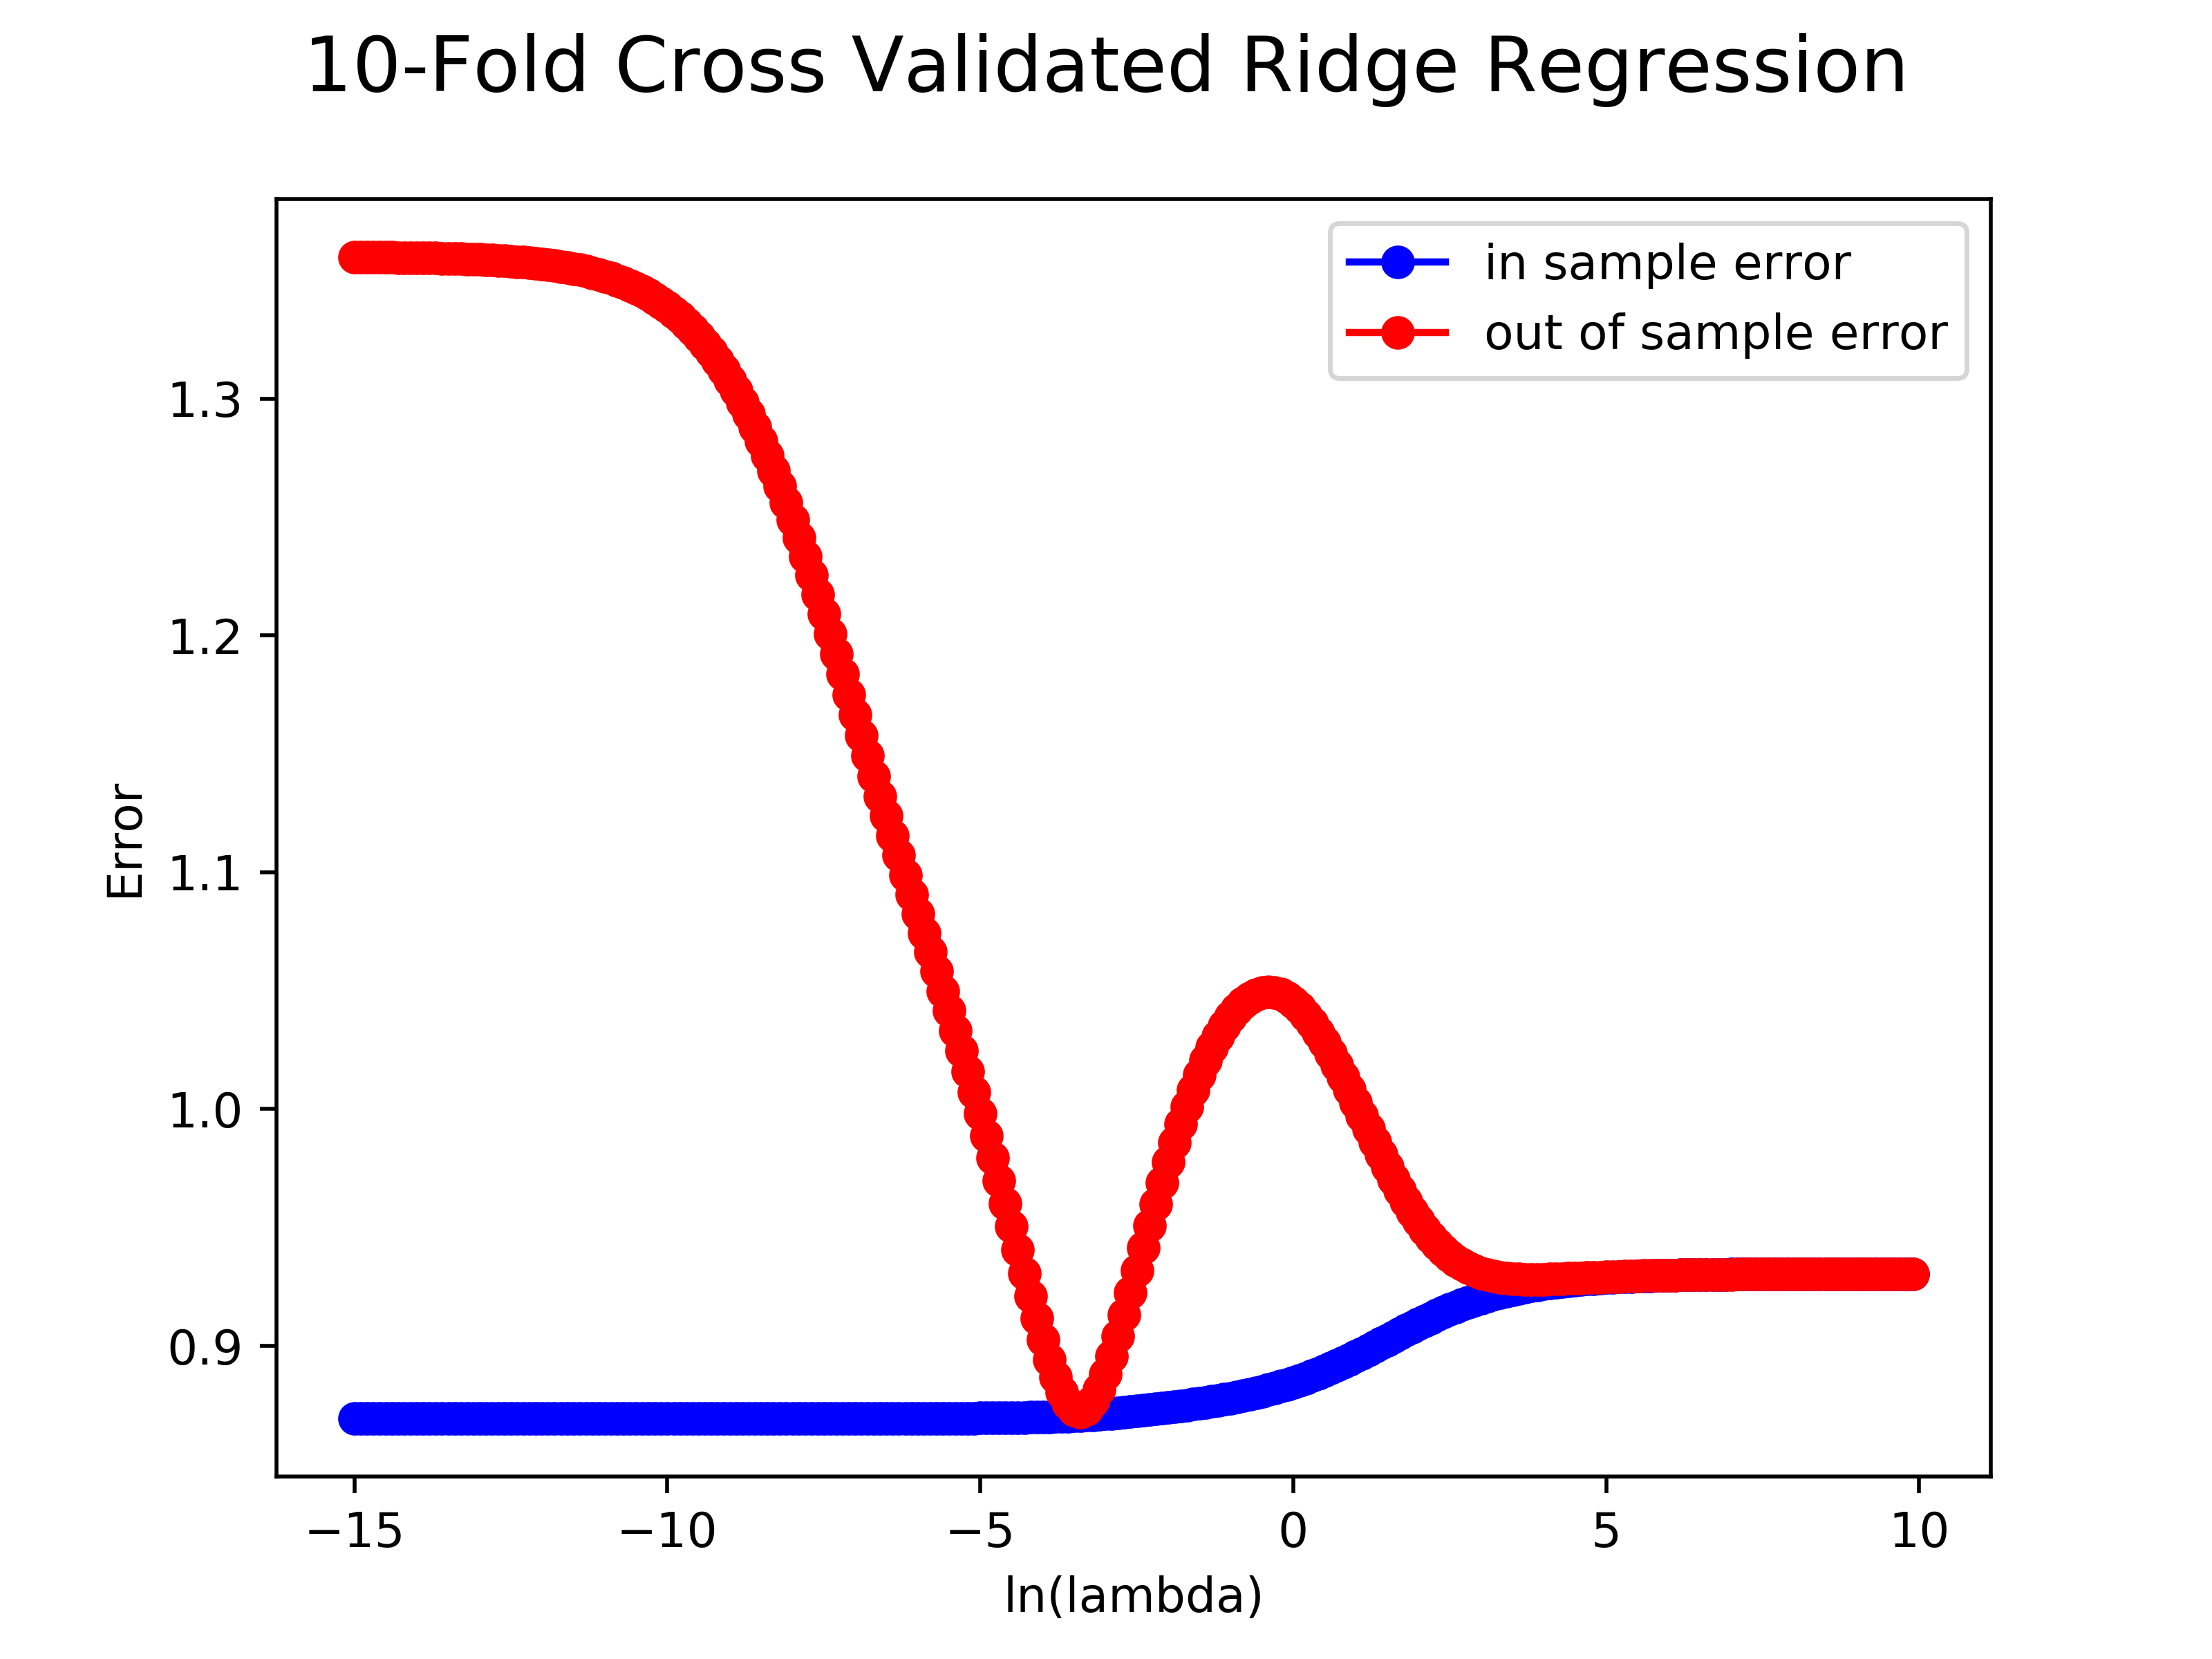 10-Fold Cross Validated Ridge Regression
in sample error
out of sample error
1.3
1.2
1.1
1.0
0.9
Error
−15 −10 −5 0 5 10
ln(lambda)